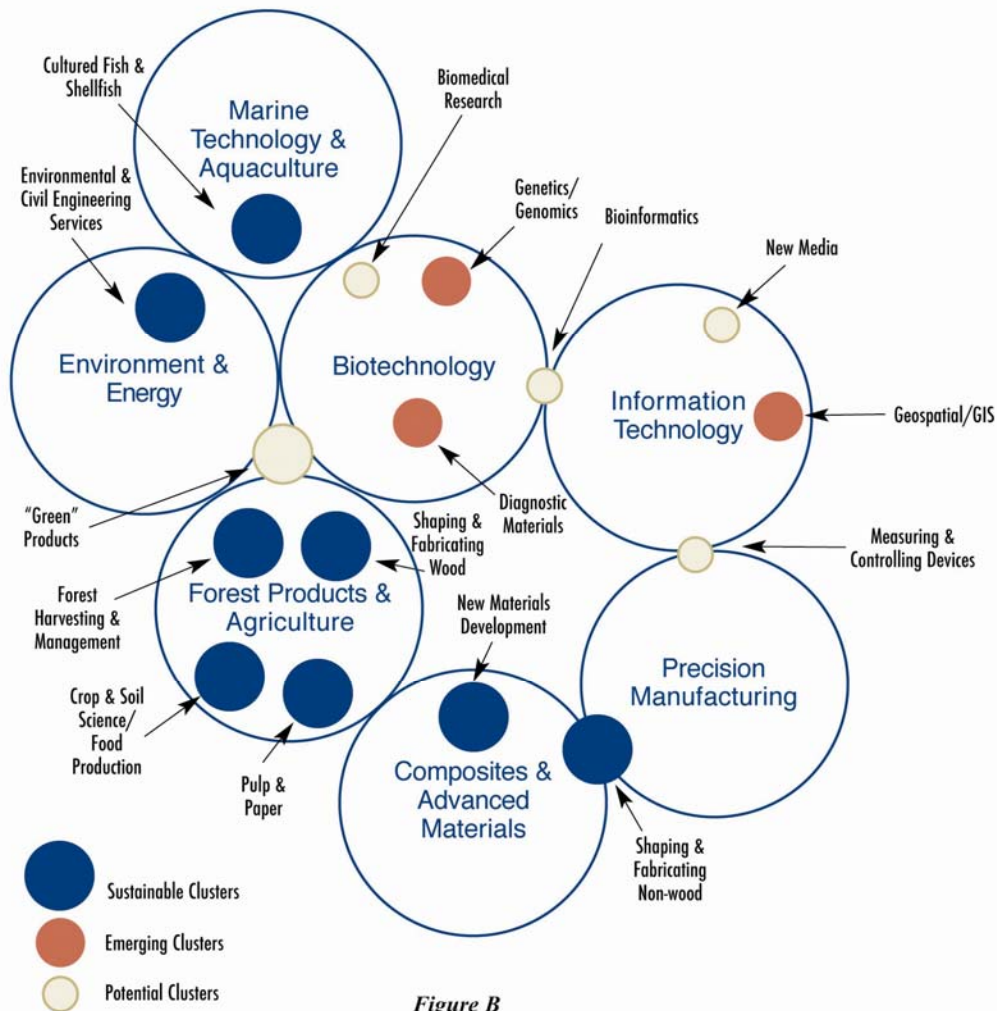 Cultured Fish &
Shellfish
Marine
Technology &
Aquaculture
Biomedical
Research
Environmental &
Civil Engineering
Services
Genetics/
Genomics
Bioinformatics
New Media
Environment &
Energy
Biotechnology
Information
Technology
Geospatial/GIS
"Green"
Products
Shaping &
Fabricating
Wood
Diagnostic
Materials
Measuring &
Controlling Devices
Forest
Harvesting &
Management
Forest Products &
Agriculture
New Materials
Development
Precision
Manufacturing
Crop & Soil
Science/
Food
Production
Pulp &
Paper
Composites &
Advanced
Materials
Shaping &
Fabricating
Non-wood
Sustainable Clusters
Emerging Clusters
Potential Clusters
Figure B